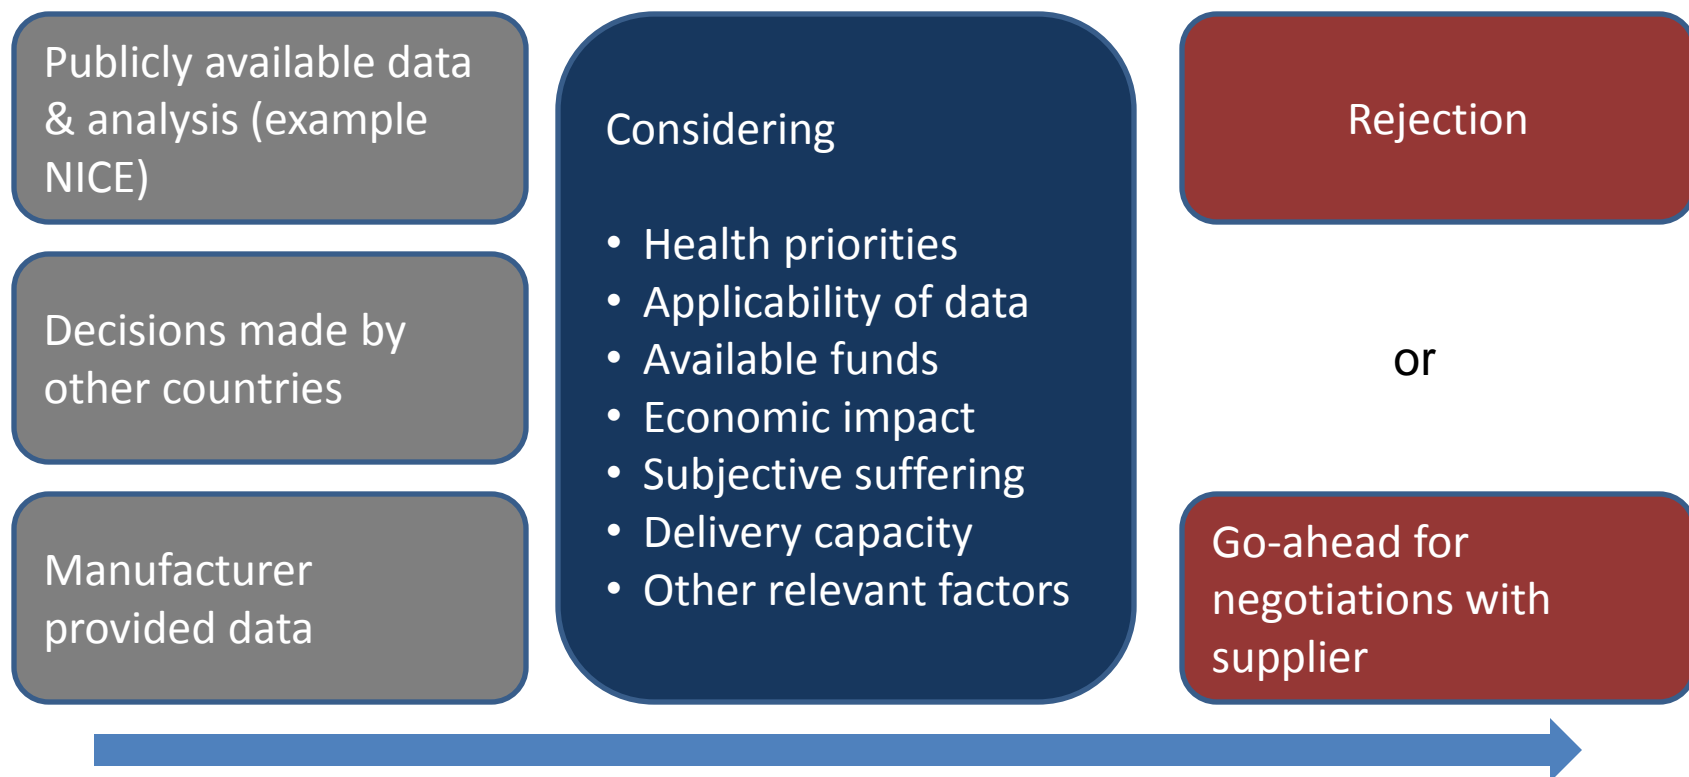 Publicly available data
& analysis (example
NICE)
Decisions made by
other countries
Manufacturer
provided data
Considering
• Health priorities
• Applicability of data
• Available funds
• Economic impact
• Subjective suffering
• Delivery capacity
• Other relevant factors
Rejection
or
Go-ahead for
negotiations with
supplier